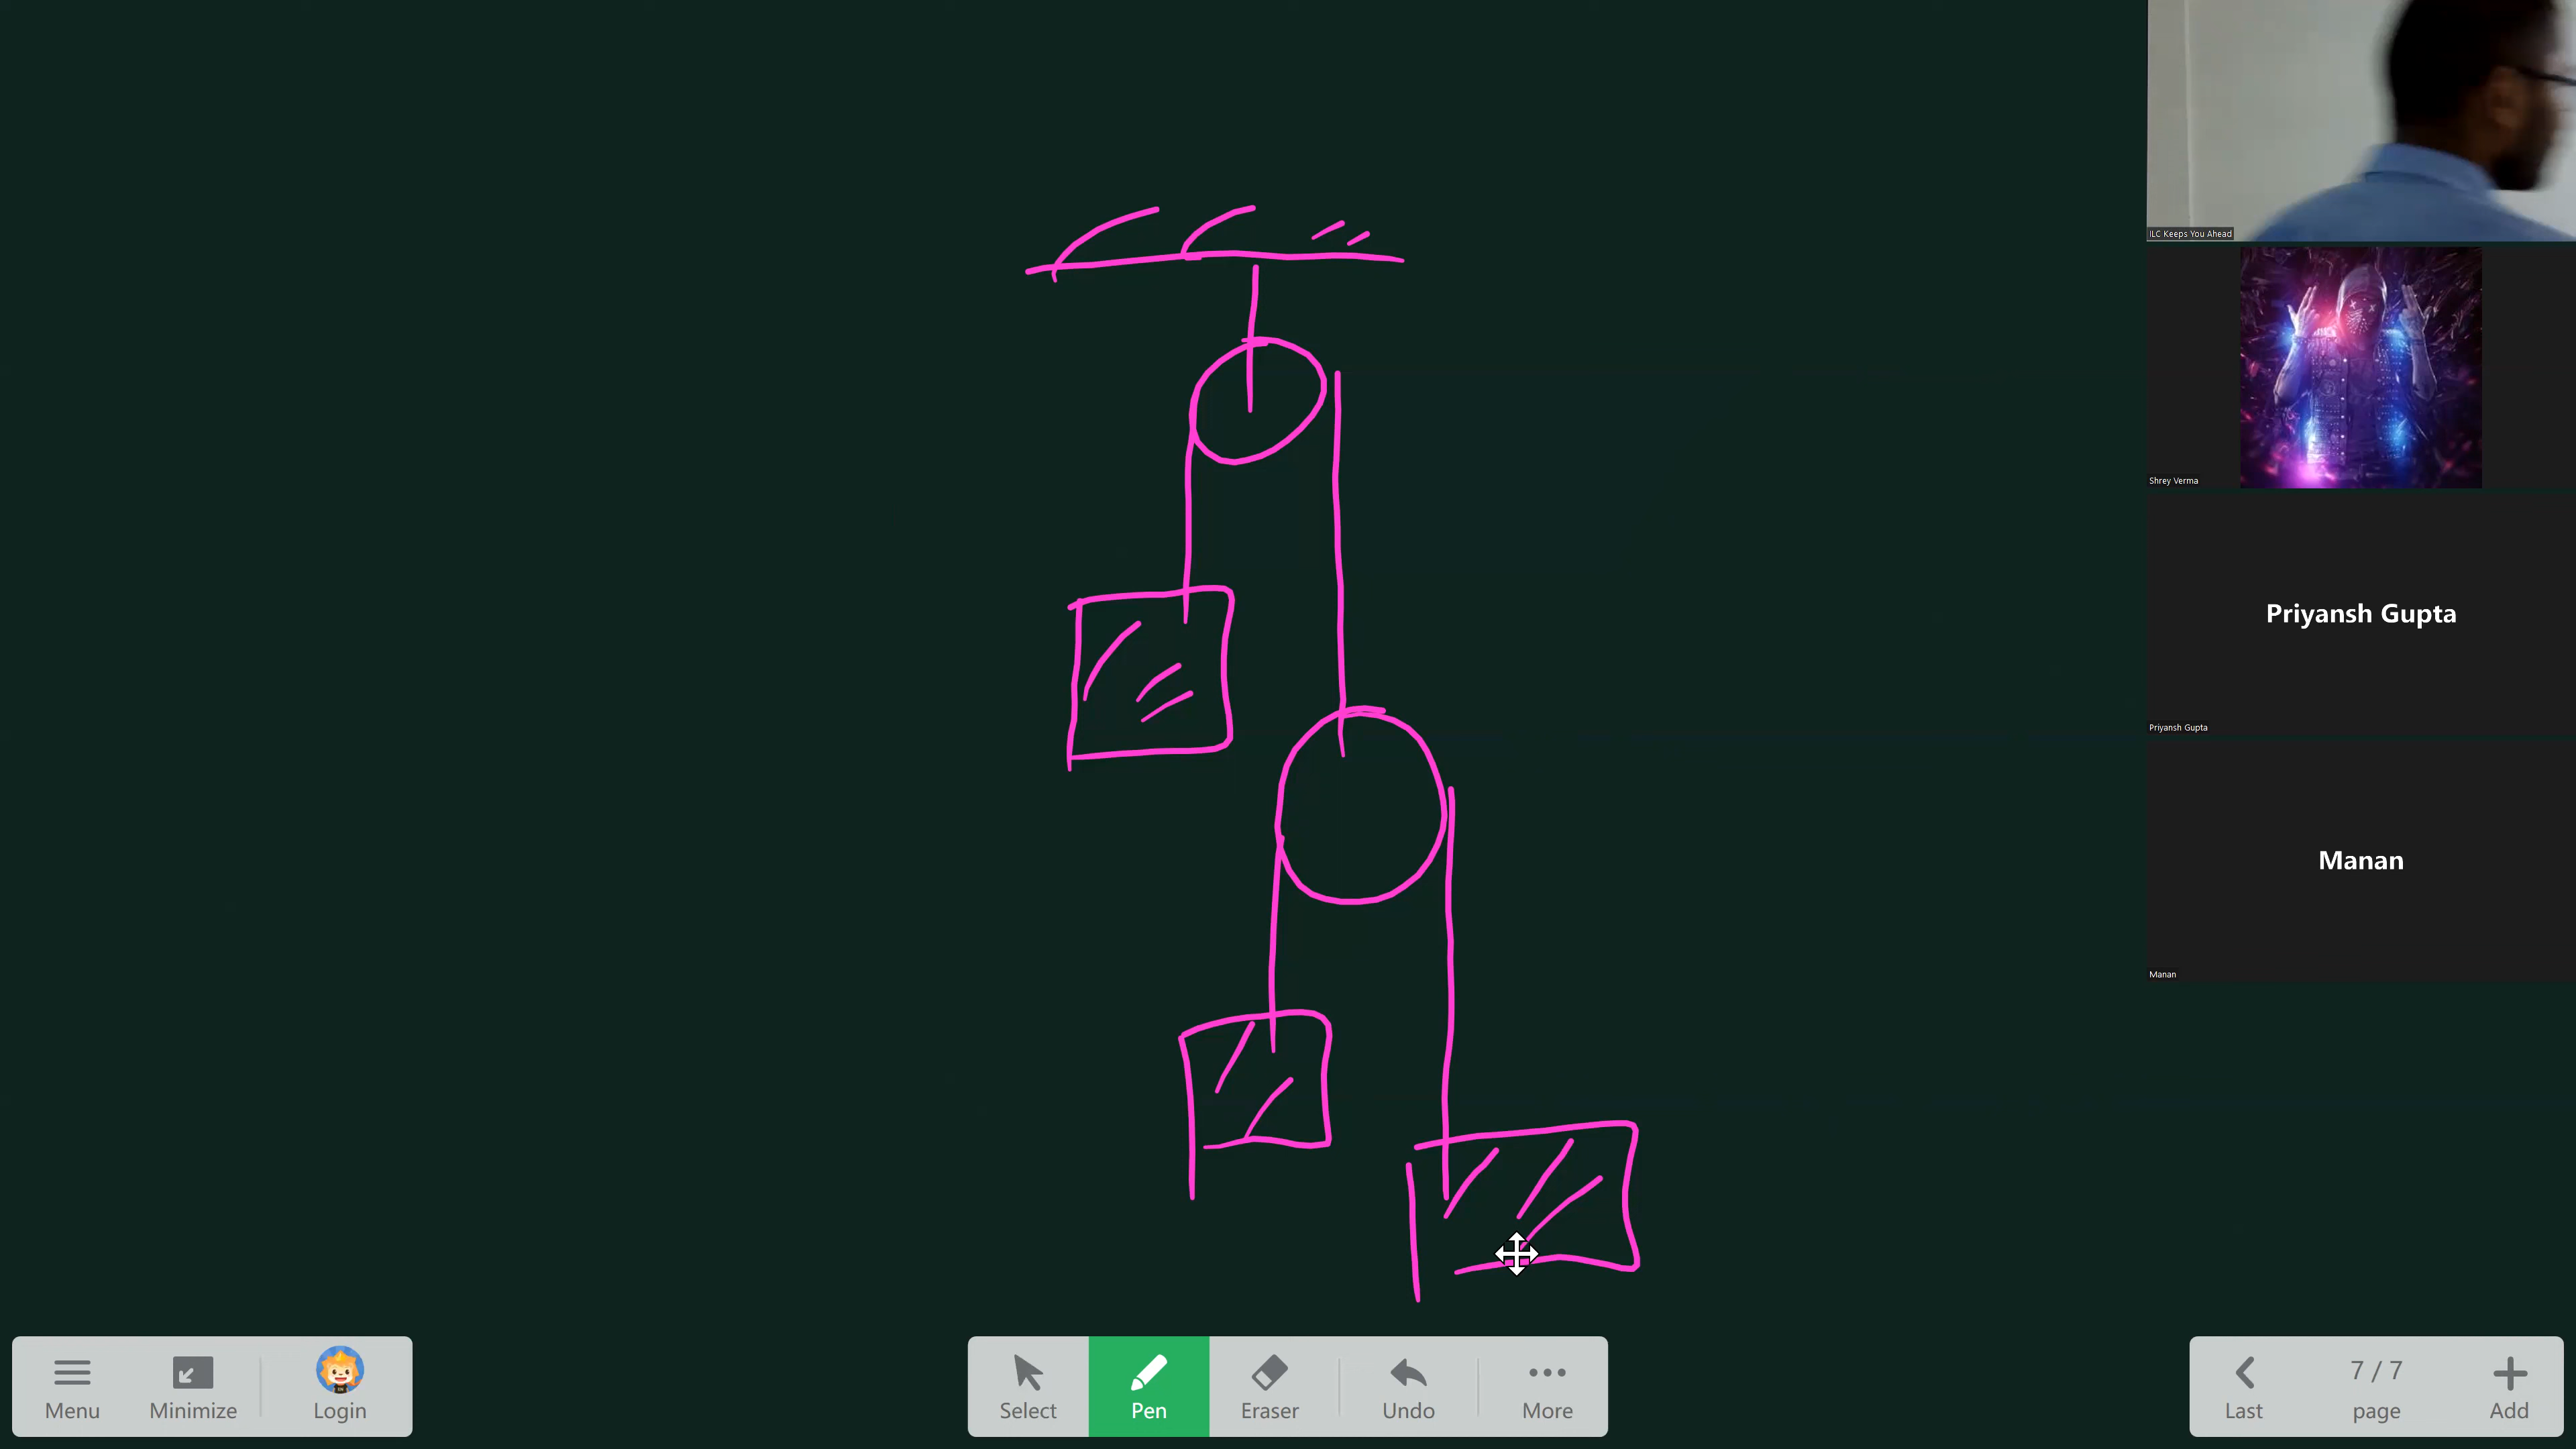 ILC Keeps You Ahead
Shrey Verma
Priyansh Gupta
Priyansh Gupta
Manan
Manan
Menu
Minimize
Login
Select
Pen
Eraser
Undo
More
Last
7 / 7
page
Add